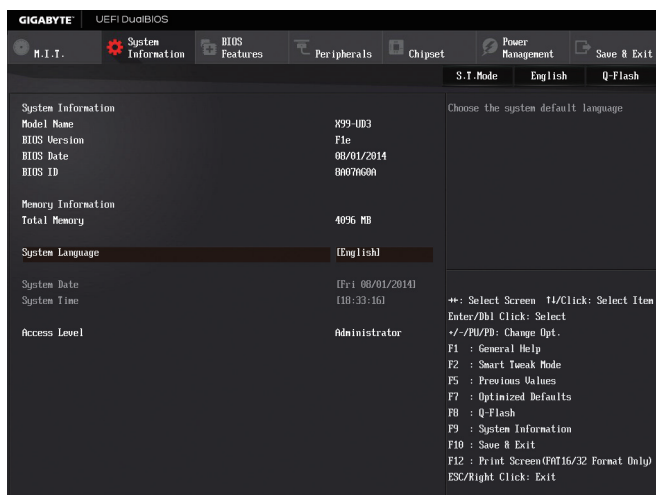 GIGABYTE™ UEFI DualBIOS
M.I.T. System Information BIOS Features Peripherals Chipset Power Management Save & Exit
S.T.Mode English Q-Flash
System Information
Model Name X99-UD3
BIOS Version F1e
BIOS Date 08/01/2014
BIOS ID 8A07AG0A
Memory Information
Total Memory 4096 MB
System Language [English]
System Date [Fri 08/01/2014]
System Time [18:33:16]
Access Level Administrator
Choose the system default language
→←: Select Screen ↑↓/Click: Select Item
Enter/Dbl Click: Select
+/-/PU/PD: Change Opt.
F1 : General Help
F2 : Smart Tweak Mode
F5 : Previous Values
F7 : Optimized Defaults
F8 : Q-Flash
F9 : System Information
F10 : Save & Exit
F12 : Print Screen(FAT16/32 Format Only)
ESC/Right Click: Exit